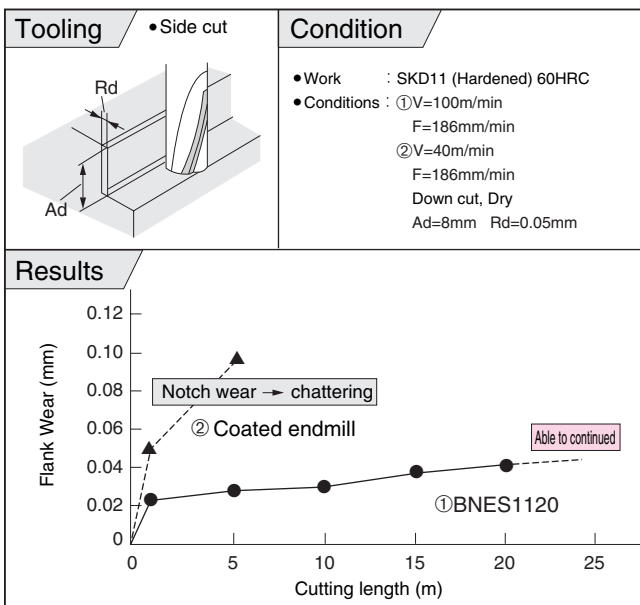 Tooling
● Side cut
Rd
Ad
Condition
● Work : SKD11 (Hardened) 60HRC
● Conditions : ①V=100m/min
F=186mm/min
②V=40m/min
F=186mm/min
Down cut, Dry
Ad=8mm Rd=0.05mm
Results
Flank Wear (mm)
0.12
0.10
0.08
0.06
0.04
0.02
0
Notch wear → chattering
② Coated endmill
Able to continued
①BNES1120
0 5 10 15 20 25
Cutting length (m)